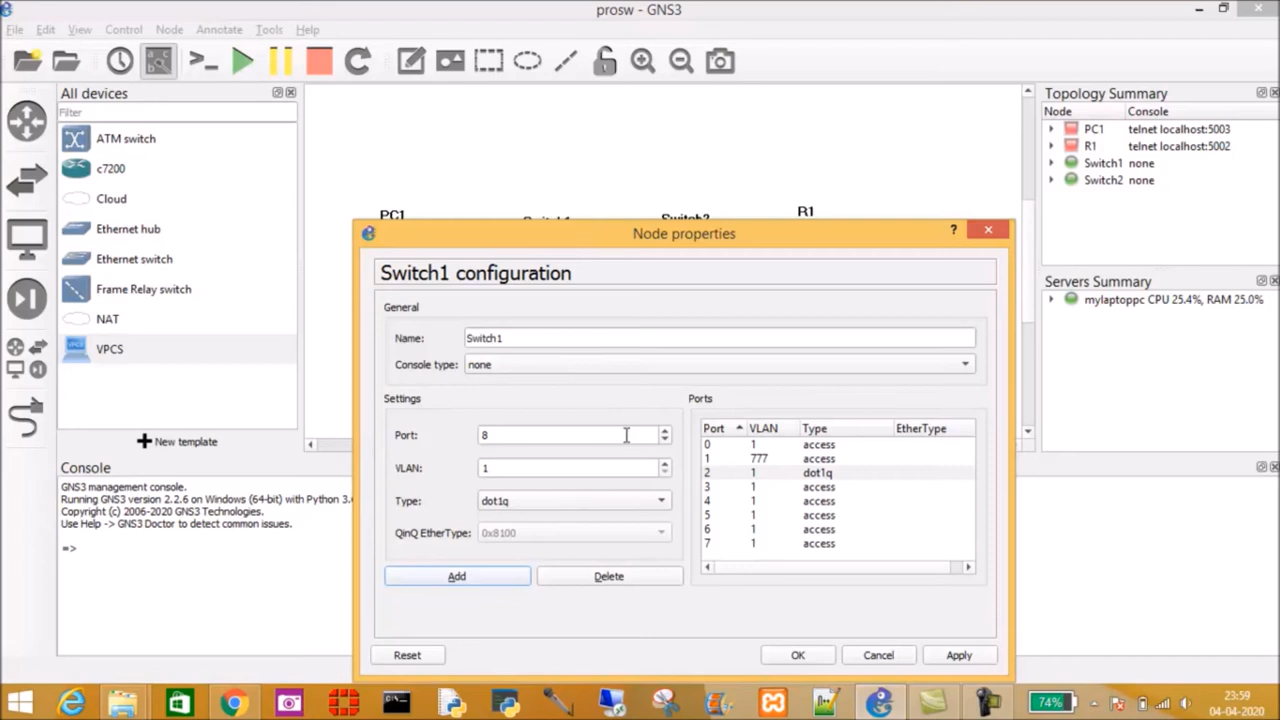 prosw - GNS3
File Edit View Control Node Annotate Tools Help
All devices
Filter
ATM switch
c7200
Cloud
Ethernet hub
Ethernet switch
Frame Relay switch
NAT
VPCS
New template
Console
GNS3 management console.
Running GNS3 version 2.2.6 on Windows (64-bit) with Python 3.
Copyright (c) 2006-2020 GNS3 Technologies.
Use Help -> GNS3 Doctor to detect common issues.
=>
PC1
Switch2
R1
Topology Summary
Node Console
PC1 telnet localhost:5003
R1 telnet localhost:5002
Switch1 none
Switch2 none
Servers Summary
mylaptoppc CPU 25.4%, RAM 25.0%
Node properties
?
Switch1 configuration
General
Name: Switch1
Console type: none
Settings
Port: 8
VLAN: 1
Type: dot1q
QinQ EtherType: 0x8100
Add Delete
Ports
Port VLAN Type EtherType
0 1 access
1 777 access
2 1 dot1q
3 1 access
4 1 access
5 1 access
6 1 access
7 1 access
Reset OK Cancel Apply
74%
23:59
04-04-2020